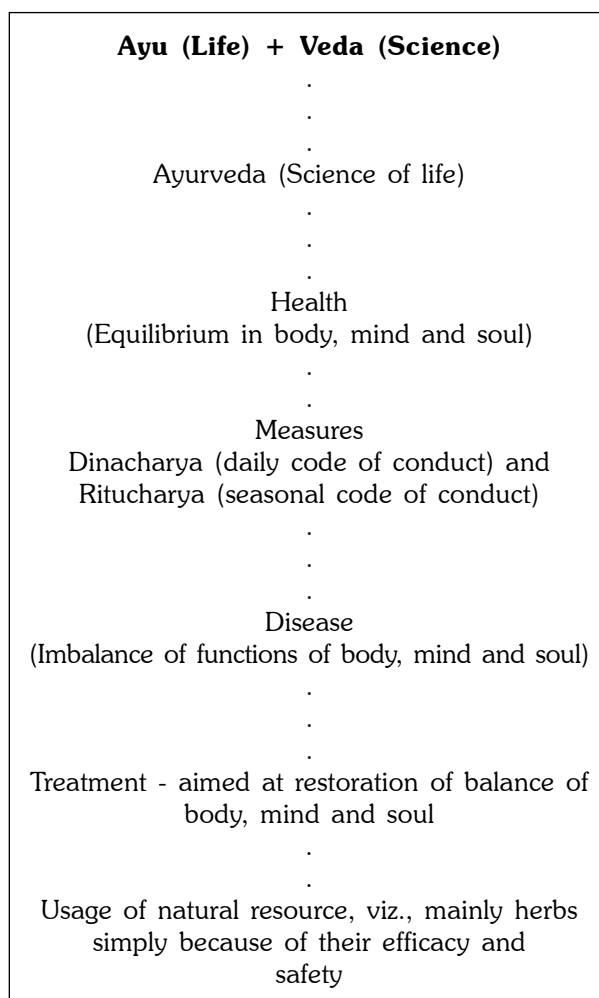 Ayu (Life) + Veda (Science)
.
.
.
Ayurveda (Science of life)
.
.
.
Health
(Equilibrium in body, mind and soul)
.
.
Measures
Dinacharya (daily code of conduct) and
Ritucharya (seasonal code of conduct)
.
.
.
Disease
(Imbalance of functions of body, mind and soul)
.
.
.
Treatment - aimed at restoration of balance of
body, mind and soul
.
.
Usage of natural resource, viz., mainly herbs
simply because of their efficacy and
safety